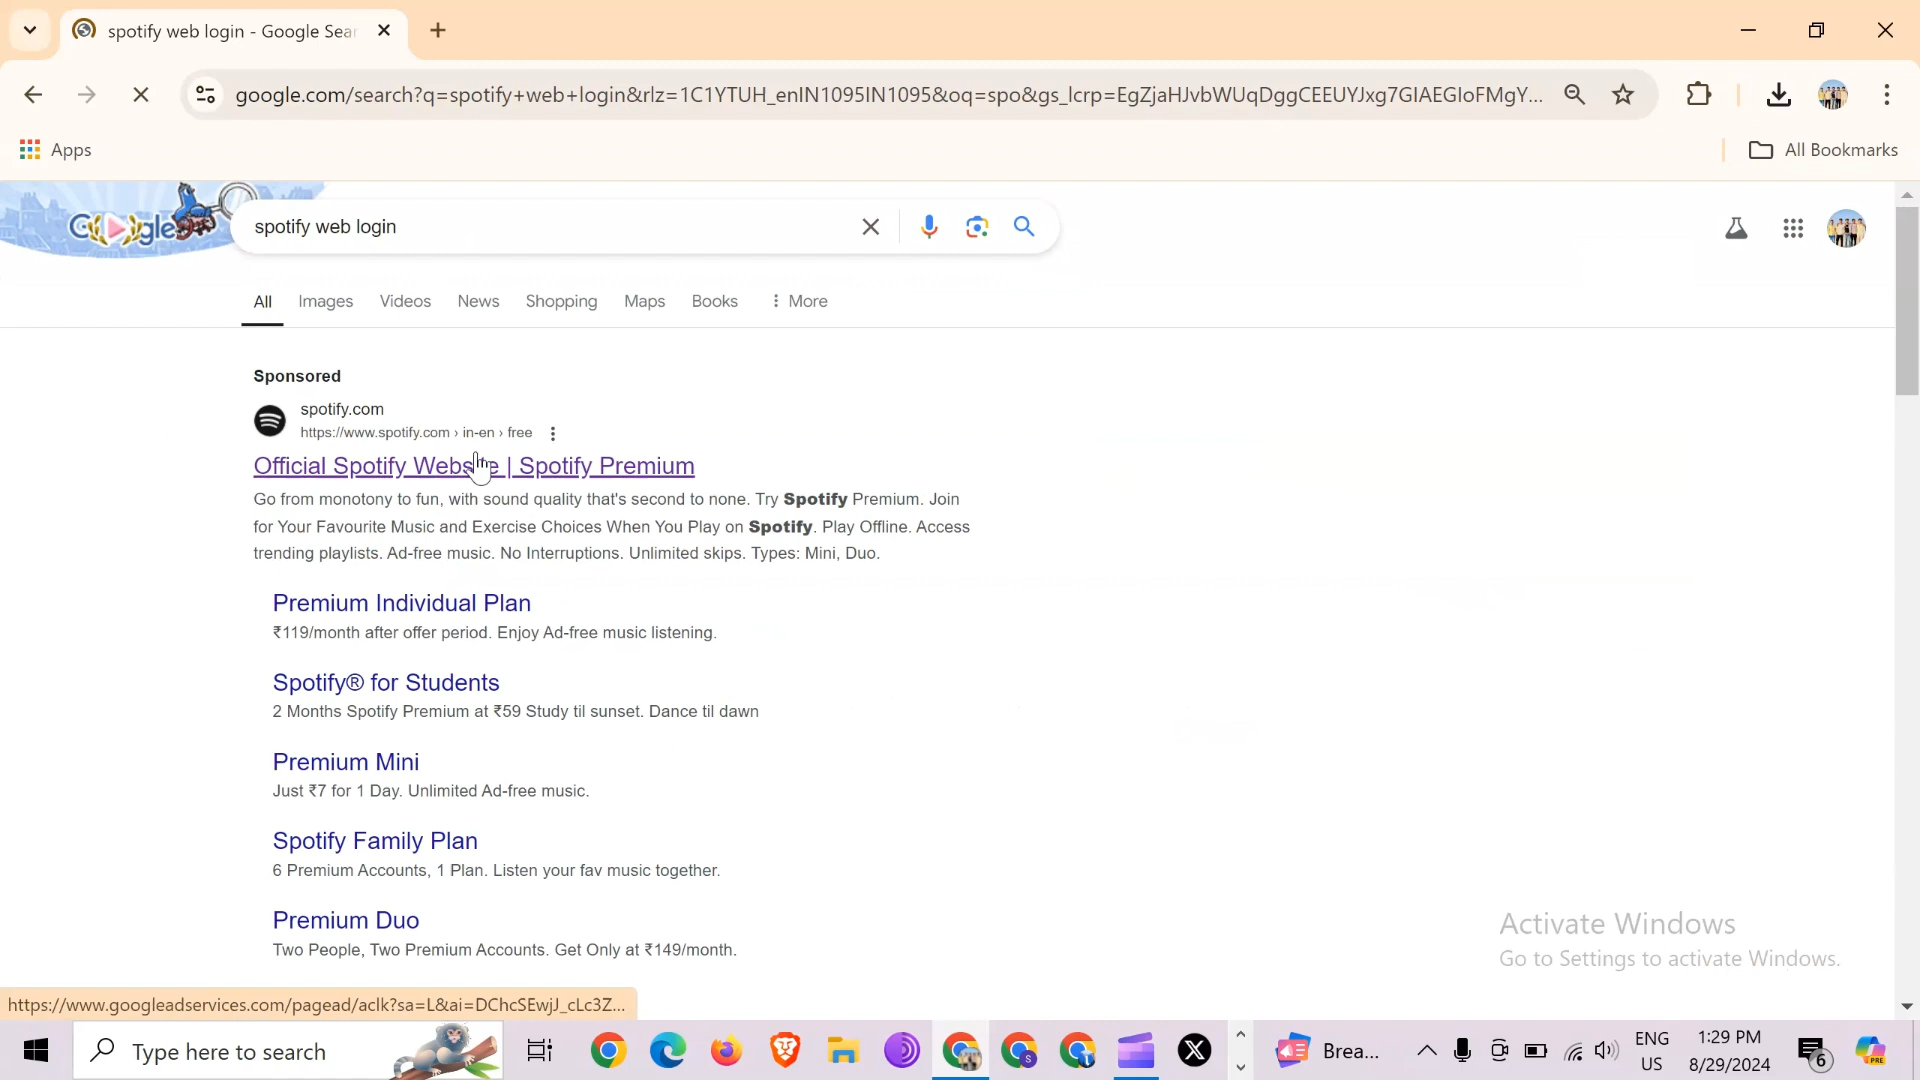 spotify web login - Google Sear
google.com/search?q=spotify+web+login&rlz=1C1YTUH_enIN1095IN1095&oq=spo&gs_lcrp=EgZjaHJvbWUqDggCEEUYJxg7GIAEGIoFMgY...
Apps
All Bookmarks
Google
spotify web login
All Images Videos News Shopping Maps Books More
Sponsored
spotify.com
https://www.spotify.com › in-en › free
Official Spotify Website | Spotify Premium
Go from monotony to fun, with sound quality that's second to none. Try Spotify Premium. Join
for Your Favourite Music and Exercise Choices When You Play on Spotify. Play Offline. Access
trending playlists. Ad-free music. No Interruptions. Unlimited skips. Types: Mini, Duo.
Premium Individual Plan
₹119/month after offer period. Enjoy Ad-free music listening.
Spotify® for Students
2 Months Spotify Premium at ₹59 Study til sunset. Dance til dawn
Premium Mini
Just ₹7 for 1 Day. Unlimited Ad-free music.
Spotify Family Plan
6 Premium Accounts, 1 Plan. Listen your fav music together.
Premium Duo
Two People, Two Premium Accounts. Get Only at ₹149/month.
Activate Windows
Go to Settings to activate Windows.
https://www.googleadservices.com/pagead/aclk?sa=L&ai=DChcSEwjJ_cLc3Z...
Type here to search
Brea...
ENG
US
1:29 PM
8/29/2024
6
PRE